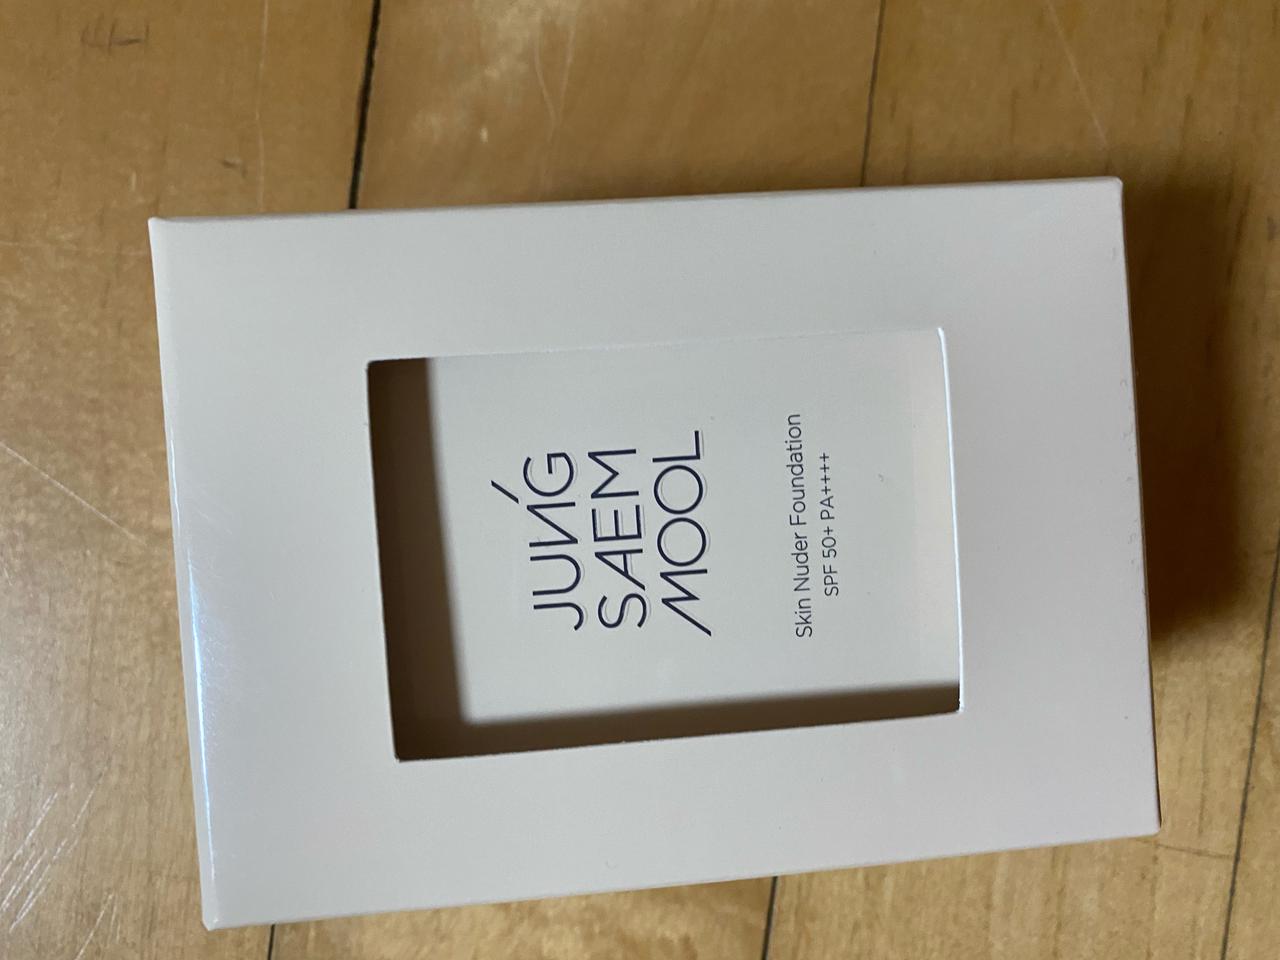 JUNG
SAEM
MOOL
Skin Nuder Foundation
SPF 50+ PA++++